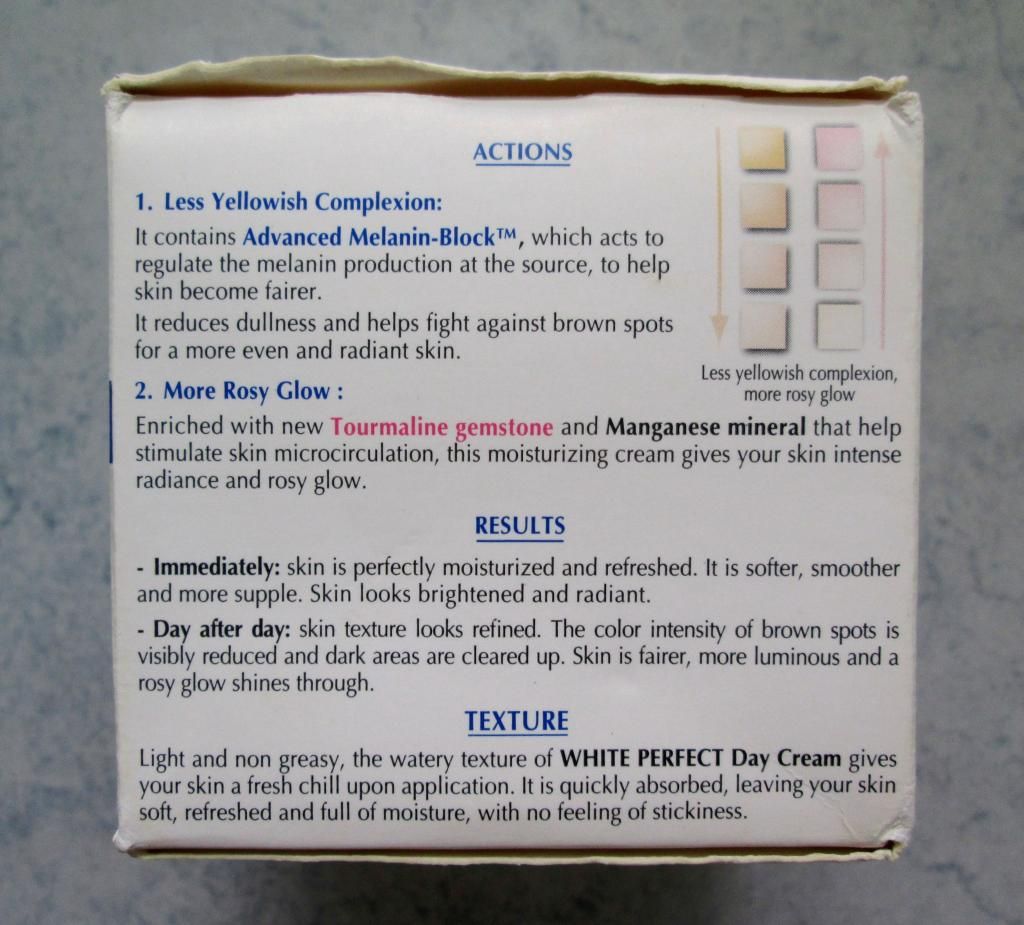 ACTIONS
1. Less Yellowish Complexion:
It contains Advanced Melanin-Block™, which acts to
regulate the melanin production at the source, to help
skin become fairer.
It reduces dullness and helps fight against brown spots
for a more even and radiant skin.
Less yellowish complexion,
more rosy glow
2. More Rosy Glow :
Enriched with new Tourmaline gemstone and Manganese mineral that help
stimulate skin microcirculation, this moisturizing cream gives your skin intense
radiance and rosy glow.
RESULTS
- Immediately: skin is perfectly moisturized and refreshed. It is softer, smoother
and more supple. Skin looks brightened and radiant.
- Day after day: skin texture looks refined. The color intensity of brown spots is
visibly reduced and dark areas are cleared up. Skin is fairer, more luminous and a
rosy glow shines through.
TEXTURE
Light and non greasy, the watery texture of WHITE PERFECT Day Cream gives
your skin a fresh chill upon application. It is quickly absorbed, leaving your skin
soft, refreshed and full of moisture, with no feeling of stickiness.